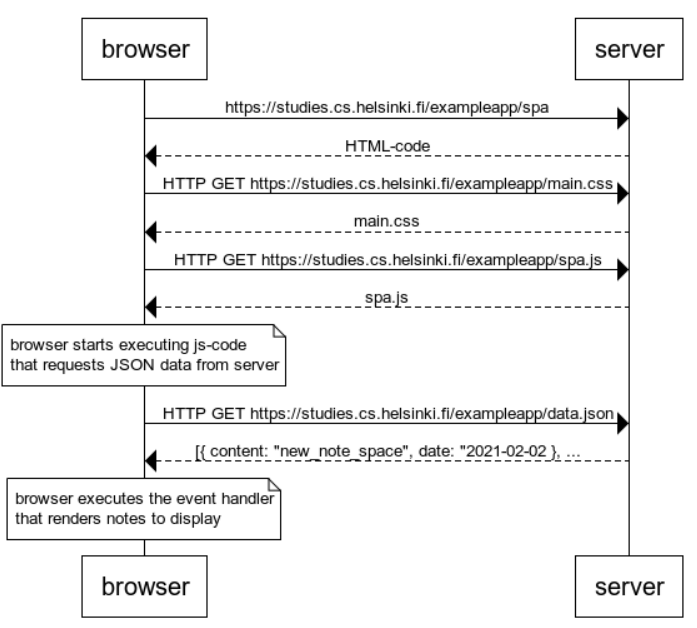 browser server
https://studies.cs.helsinki.fi/exampleapp/spa
HTML-code
HTTP GET https://studies.cs.helsinki.fi/exampleapp/main.css
main.css
HTTP GET https://studies.cs.helsinki.fi/exampleapp/spa.js
spa.js
browser starts executing js-code
that requests JSON data from server
HTTP GET https://studies.cs.helsinki.fi/exampleapp/data.json
[{ content: "new_note_space", date: "2021-02-02 }, ...
browser executes the event handler
that renders notes to display
browser server